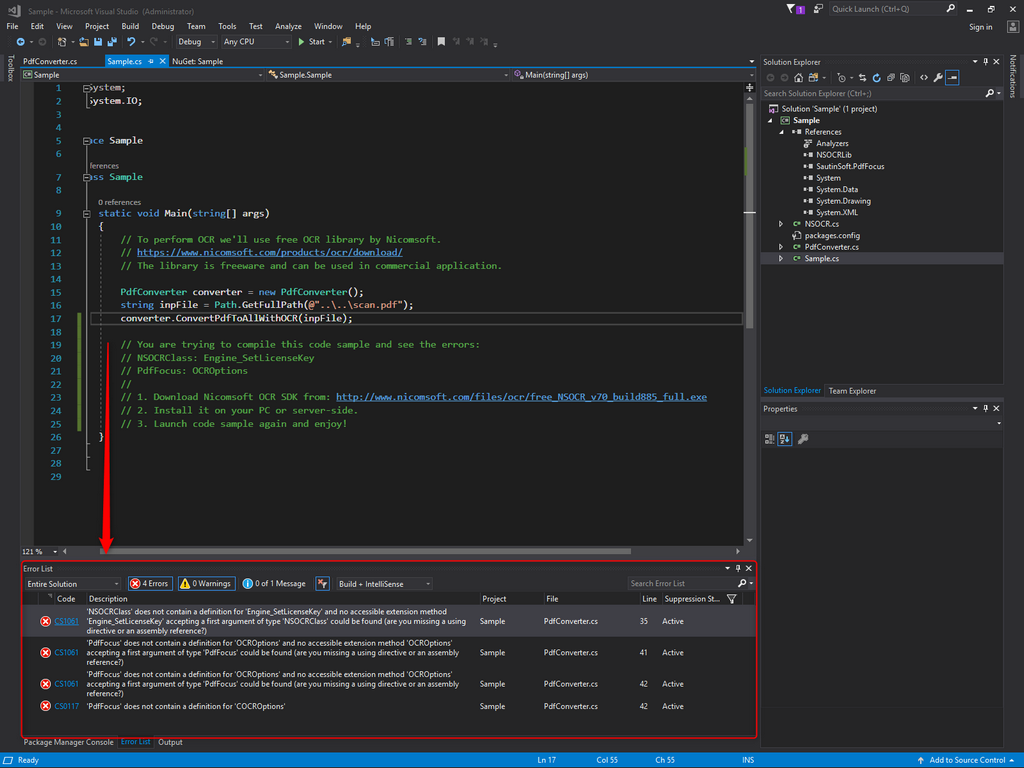 Sample - Microsoft Visual Studio (Administrator)
1
Quick Launch (Ctrl+Q)
File Edit View Project Build Debug Team Tools Test Analyze Window Help
Sign in
Debug Any CPU Start
Toolbox
PdfConverter.cs Sample.cs NuGet: Sample
Sample Sample.Sample Main(string[] args)
1 ystem;
2 ystem.IO;
3
4
5 ace Sample
6
ferences
7 ass Sample
8
0 references
9 static void Main(string[] args)
10 {
11 // To perform OCR we'll use free OCR library by Nicomsoft.
12 // https://www.nicomsoft.com/products/ocr/download/
13 // The library is freeware and can be used in commercial application.
14
15 PdfConverter converter = new PdfConverter();
16 string inpFile = Path.GetFullPath(@"..\..\scan.pdf");
17 converter.ConvertPdfToAllWithOCR(inpFile);
18
19 // You are trying to compile this code sample and see the errors:
20 // NSOCRClass: Engine_SetLicenseKey
21 // PdfFocus: OCROptions
22 //
23 // 1. Download Nicomsoft OCR SDK from: http://www.nicomsoft.com/files/ocr/free_NSOCR_v70_build885_full.exe
24 // 2. Install it on your PC or server-side.
25 // 3. Launch code sample again and enjoy!
26 }
27
28
29
121 %
Solution Explorer
Search Solution Explorer (Ctrl+;)
Solution 'Sample' (1 project)
Sample
References
Analyzers
NSOCRLib
SautinSoft.PdfFocus
System
System.Data
System.Drawing
System.XML
NSOCR.cs
packages.config
PdfConverter.cs
Sample.cs
Solution Explorer Team Explorer
Properties
Notifications
Error List
Entire Solution 4 Errors 0 Warnings 0 of 1 Message Build + IntelliSense Search Error List
Code Description Project File Line Suppression St...
CS1061 'NSOCRClass' does not contain a definition for 'Engine_SetLicenseKey' and no accessible extension method
'Engine_SetLicenseKey' accepting a first argument of type 'NSOCRClass' could be found (are you missing a using
directive or an assembly reference?) Sample PdfConverter.cs 35 Active
CS1061 'PdfFocus' does not contain a definition for 'OCROptions' and no accessible extension method 'OCROptions'
accepting a first argument of type 'PdfFocus' could be found (are you missing a using directive or an assembly
reference?) Sample PdfConverter.cs 41 Active
CS1061 'PdfFocus' does not contain a definition for 'OCROptions' and no accessible extension method 'OCROptions'
accepting a first argument of type 'PdfFocus' could be found (are you missing a using directive or an assembly
reference?) Sample PdfConverter.cs 42 Active
CS0117 'PdfFocus' does not contain a definition for 'COCROptions' Sample PdfConverter.cs 42 Active
Package Manager Console Error List Output
Ready Ln 17 Col 55 Ch 55 INS Add to Source Control